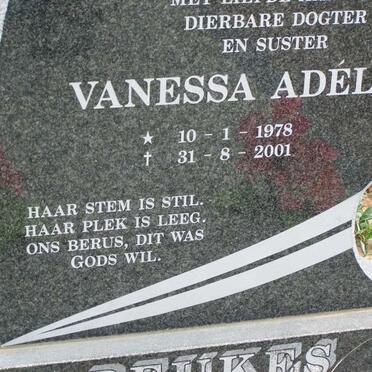 DIERBARE DOGTER
EN SUSTER
VANESSA ADÉL
★ 10 - 1 - 1978
† 31 - 8 - 2001
HAAR STEM IS STIL.
HAAR PLEK IS LEEG.
ONS BERUS, DIT WAS
GODS WIL.
BEUKES